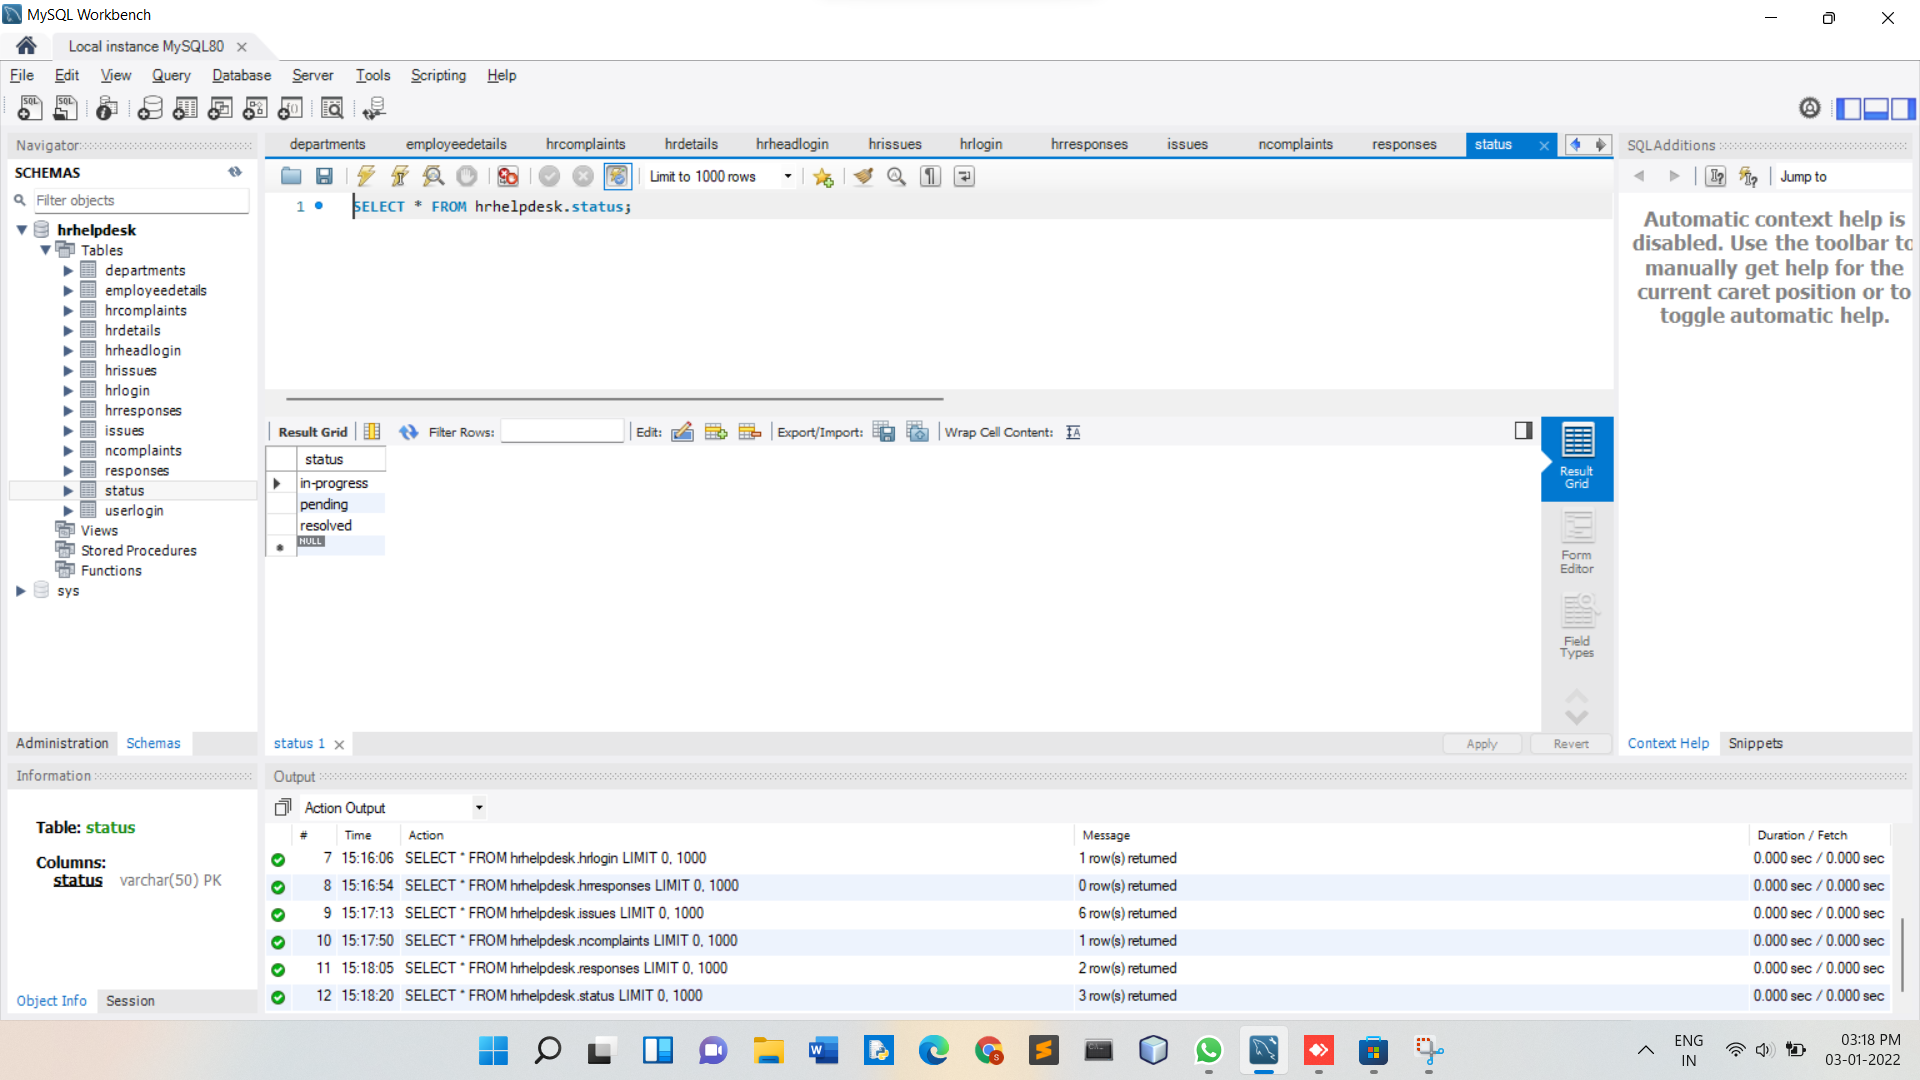 MySQL Workbench
Local instance MySQL80
File Edit View Query Database Server Tools Scripting Help
Navigator
SCHEMAS
Filter objects
hrhelpdesk
Tables
departments
employeedetails
hrcomplaints
hrdetails
hrheadlogin
hrissues
hrlogin
hrresponses
issues
ncomplaints
responses
status
userlogin
Views
Stored Procedures
Functions
sys
Administration Schemas
Information
Table: status
Columns:
status varchar(50) PK
Object Info Session
departments employeedetails hrcomplaints hrdetails hrheadlogin hrissues hrlogin hrresponses issues ncomplaints responses status
Limit to 1000 rows
1 SELECT * FROM hrhelpdesk.status;
Result Grid Filter Rows: Edit: Export/Import: Wrap Cell Content:
status
in-progress
pending
resolved
NULL
Result
Grid
Form
Editor
Field
Types
status 1
Apply Revert
SQLAdditions
Jump to
Automatic context help is
disabled. Use the toolbar to
manually get help for the
current caret position or to
toggle automatic help.
Context Help Snippets
Output
Action Output
# Time Action Message Duration / Fetch
7 15:16:06 SELECT * FROM hrhelpdesk.hrlogin LIMIT 0, 1000 1 row(s) returned 0.000 sec / 0.000 sec
8 15:16:54 SELECT * FROM hrhelpdesk.hrresponses LIMIT 0, 1000 0 row(s) returned 0.000 sec / 0.000 sec
9 15:17:13 SELECT * FROM hrhelpdesk.issues LIMIT 0, 1000 6 row(s) returned 0.000 sec / 0.000 sec
10 15:17:50 SELECT * FROM hrhelpdesk.ncomplaints LIMIT 0, 1000 1 row(s) returned 0.000 sec / 0.000 sec
11 15:18:05 SELECT * FROM hrhelpdesk.responses LIMIT 0, 1000 2 row(s) returned 0.000 sec / 0.000 sec
12 15:18:20 SELECT * FROM hrhelpdesk.status LIMIT 0, 1000 3 row(s) returned 0.000 sec / 0.000 sec
ENG
IN
03:18 PM
03-01-2022